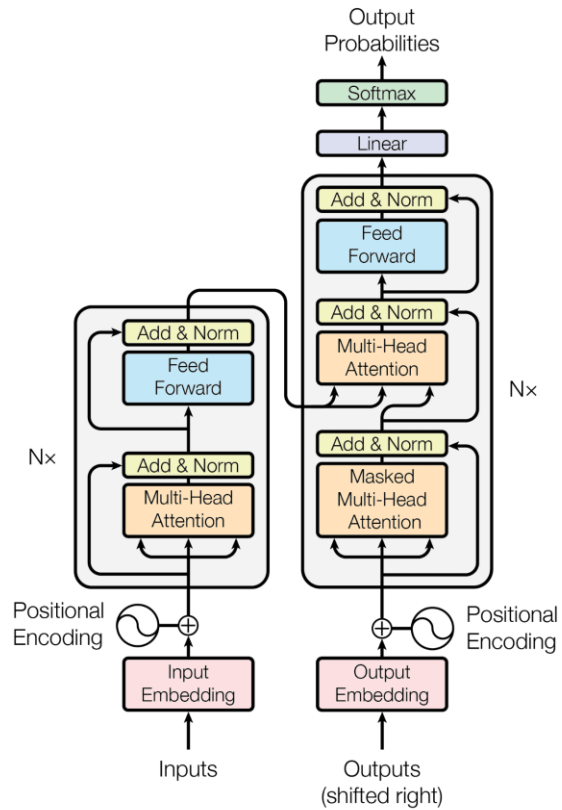 Output
Probabilities
Softmax
Linear
Add & Norm
Feed
Forward
Add & Norm
Multi-Head
Attention
Add & Norm
Masked
Multi-Head
Attention
N×
Add & Norm
Feed
Forward
Add & Norm
Multi-Head
Attention
N×
Positional
Encoding
Positional
Encoding
Input
Embedding
Output
Embedding
Inputs
Outputs
(shifted right)